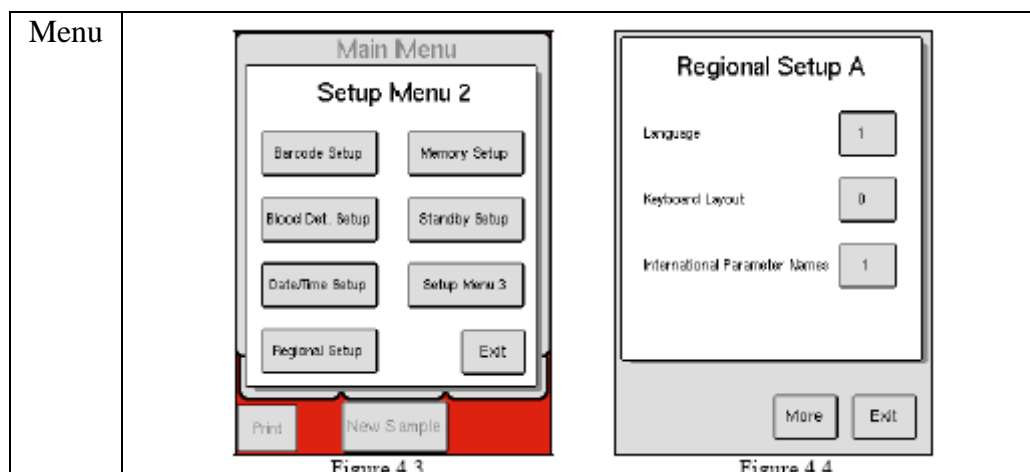 Menu
Main Menu
Setup Menu 2
Barcode Setup
Memory Setup
Blood Det. Setup
Standby Setup
Date/Time Setup
Setup Menu 3
Regional Setup
Exit
Print
New Sample
Figure 4.3
Regional Setup A
Language
1
Keyboard Layout
0
International Parameter Names
1
More
Exit
Figure 4.4